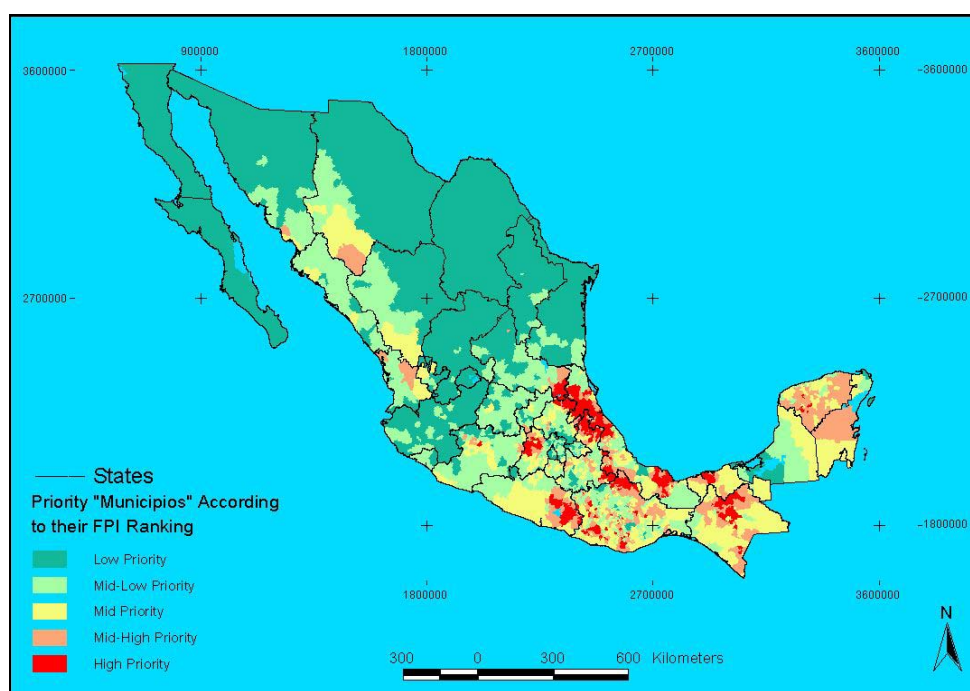 900000 1800000 2700000 3600000
3600000 -3600000
2700000 -2700000
-1800000
States
Priority "Municipios" According
to their FPI Ranking
Low Priority
Mid-Low Priority
Mid Priority
Mid-High Priority
High Priority
1800000 2700000 3600000
N
300 0 300 600 Kilometers